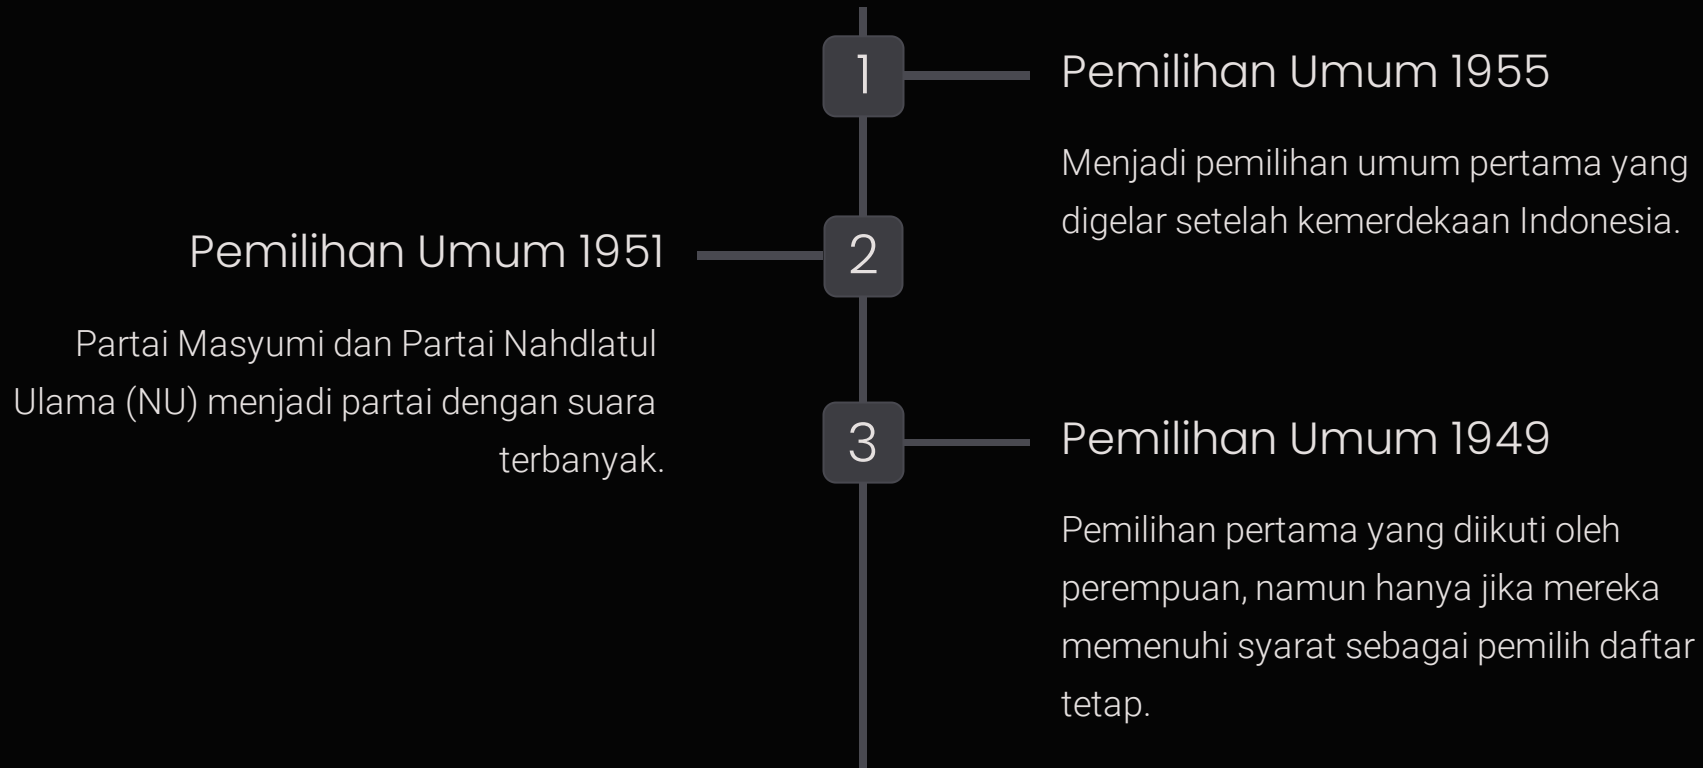 1
Pemilihan Umum 1955
Menjadi pemilihan umum pertama yang
digelar setelah kemerdekaan Indonesia.
2
Pemilihan Umum 1951
Partai Masyumi dan Partai Nahdlatul
Ulama (NU) menjadi partai dengan suara
terbanyak.
3
Pemilihan Umum 1949
Pemilihan pertama yang diikuti oleh
perempuan, namun hanya jika mereka
memenuhi syarat sebagai pemilih daftar
tetap.